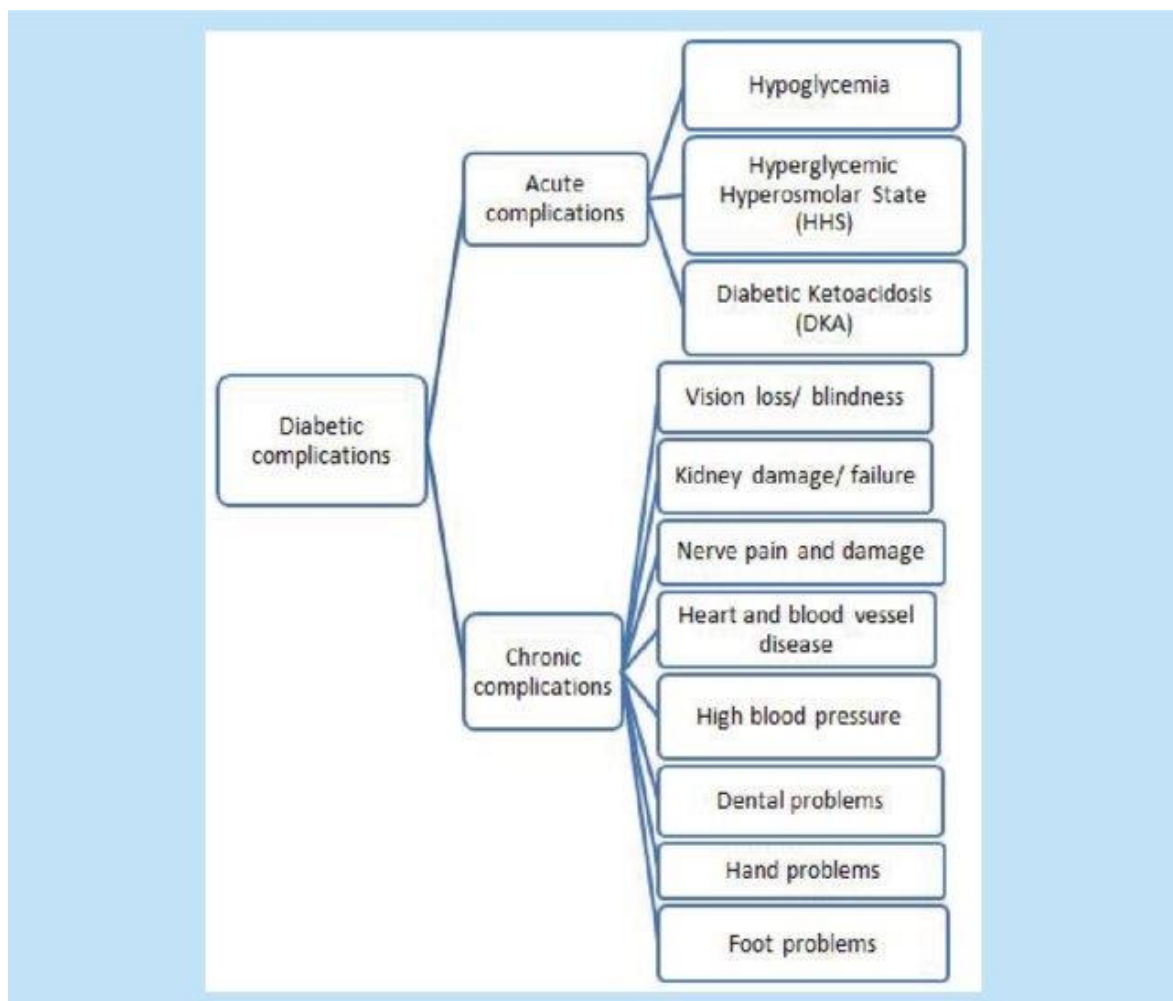 Diabetic
complications
Acute
complications
Hypoglycemia
Hyperglycemic
Hyperosmolar State
(HHS)
Diabetic Ketoacidosis
(DKA)
Chronic
complications
Vision loss/ blindness
Kidney damage/ failure
Nerve pain and damage
Heart and blood vessel
disease
High blood pressure
Dental problems
Hand problems
Foot problems